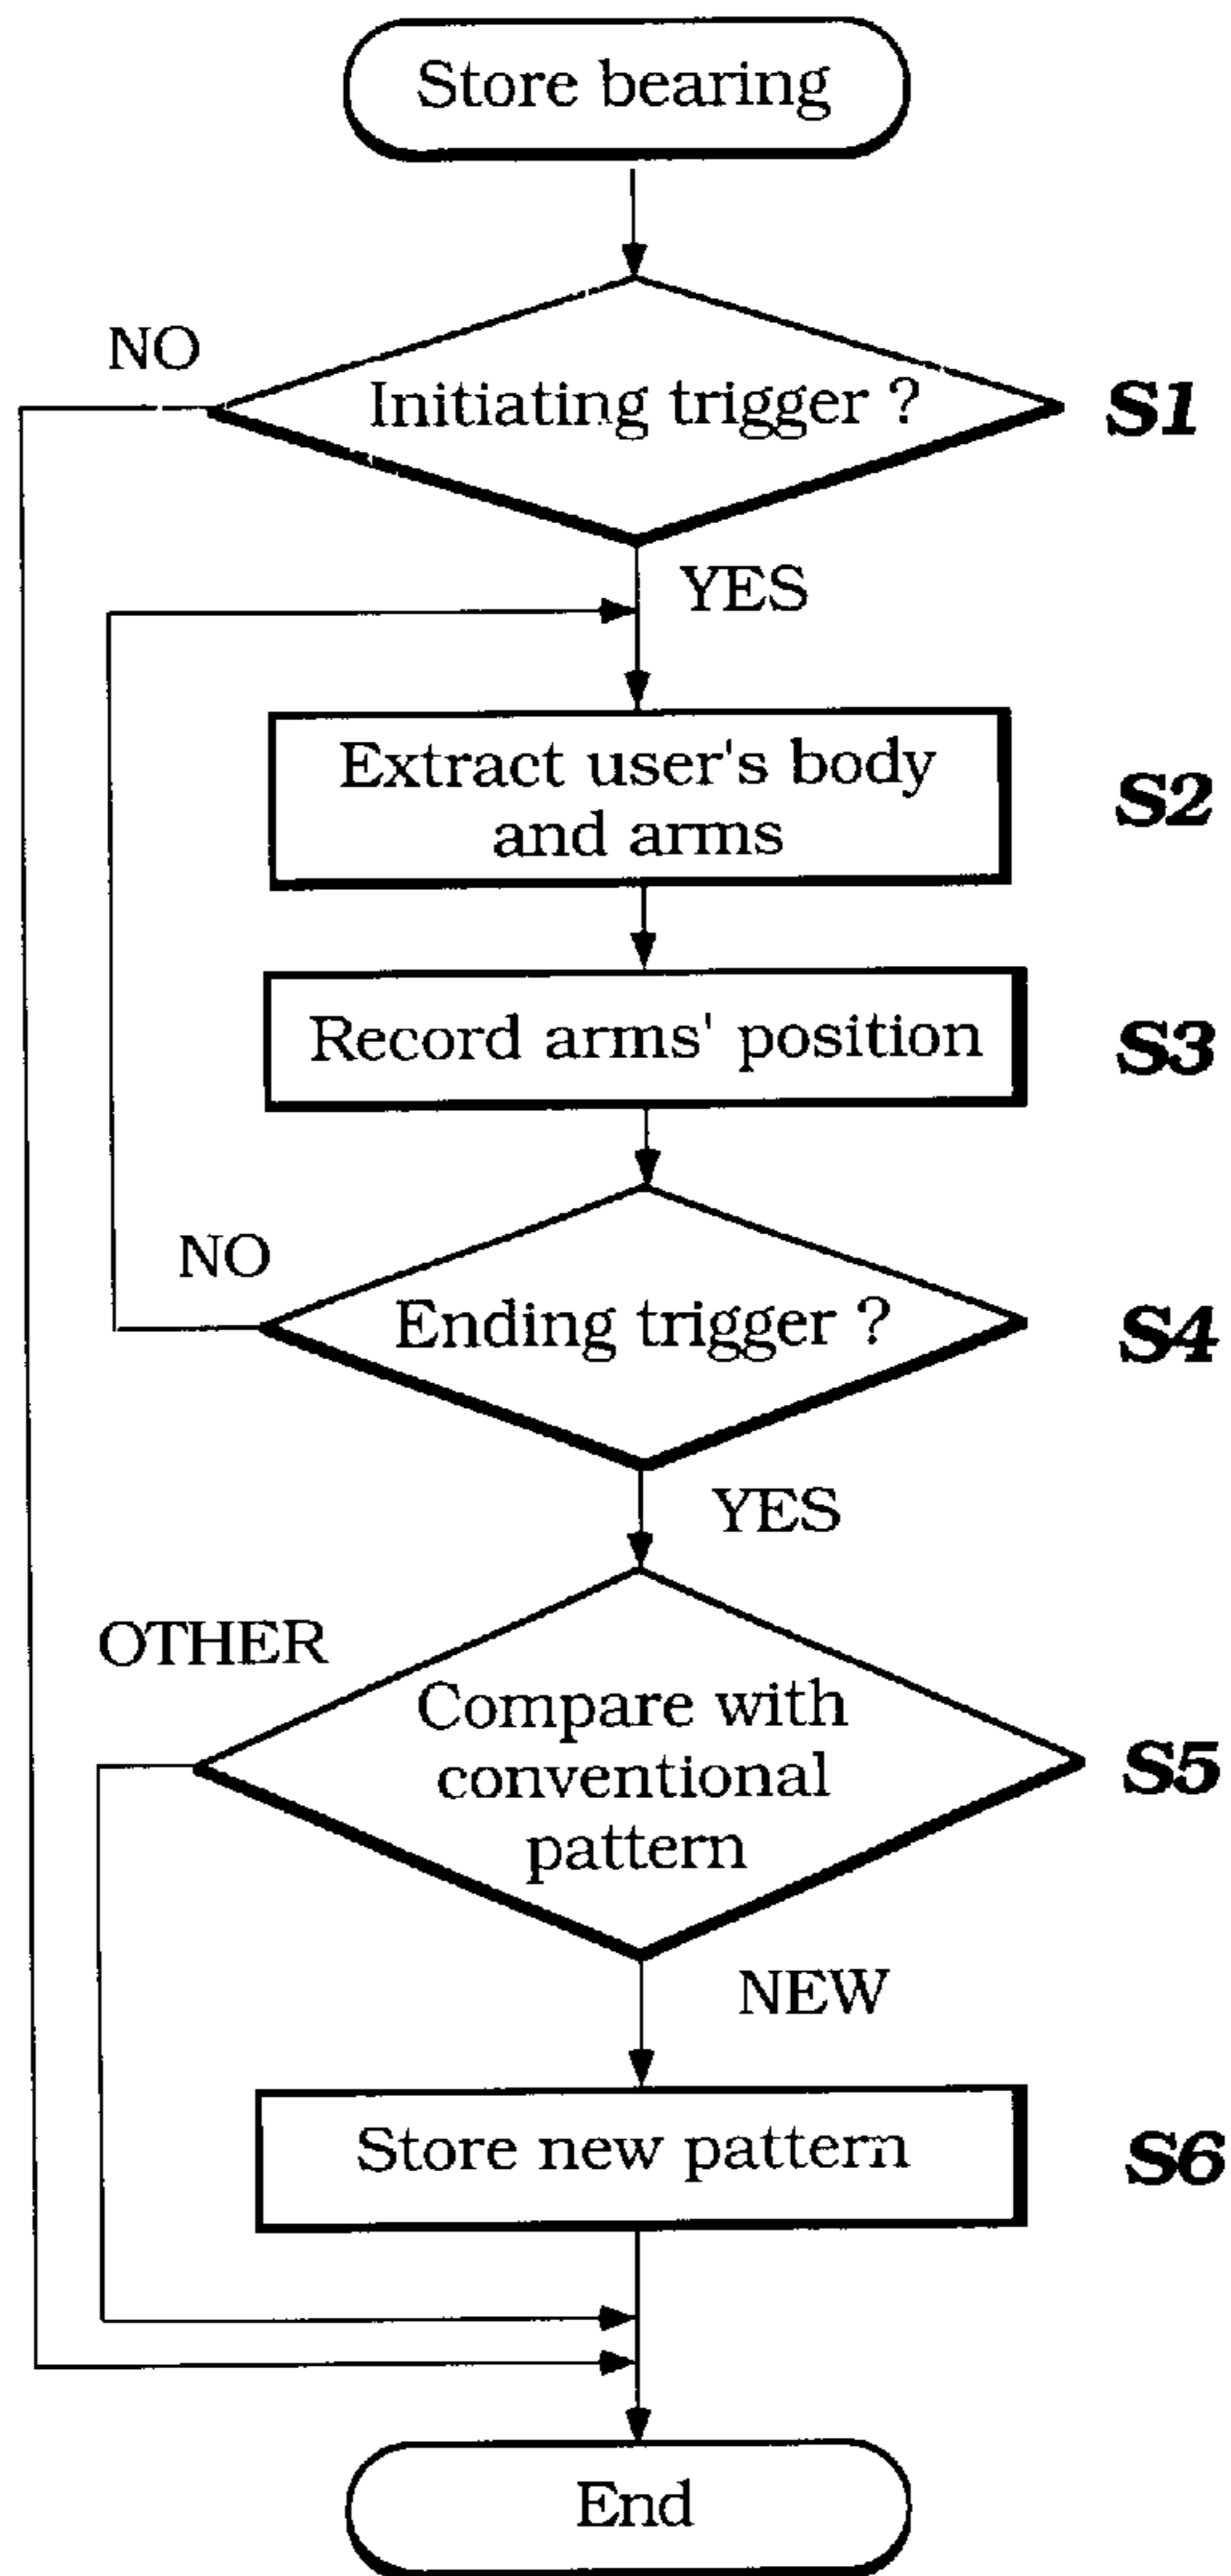 Store bearing
NO
Initiating trigger ?
S1
YES
Extract user's body
and arms
S2
Record arms' position
S3
NO
Ending trigger ?
S4
YES
OTHER
Compare with
conventional
pattern
S5
NEW
Store new pattern
S6
End